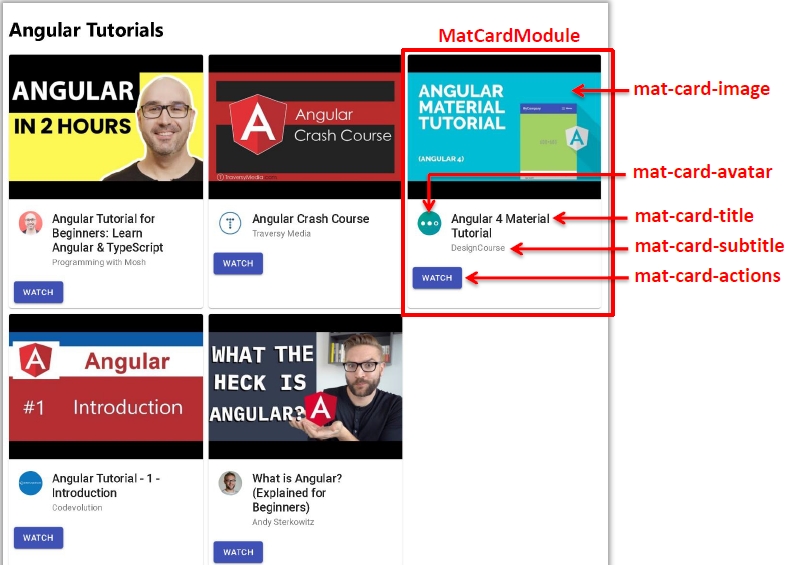 Angular Tutorials
MatCardModule
ANGULAR
IN 2 HOURS
Angular
Crash Course
TraversyMedia.com
ANGULAR
MATERIAL
TUTORIAL
(ANGULAR 4)
mat-card-image
mat-card-avatar
Angular Tutorial for
Beginners: Learn
Angular & TypeScript
Programming with Mosh
WATCH
Angular Crash Course
Traversy Media
WATCH
Angular 4 Material
Tutorial
DesignCourse
WATCH
mat-card-title
mat-card-subtitle
mat-card-actions
Angular
#1 Introduction
WHAT THE
HECK IS
ANGULAR?
Angular Tutorial - 1 -
Introduction
Codevolution
WATCH
What is Angular?
(Explained for
Beginners)
Andy Sterkowitz
WATCH